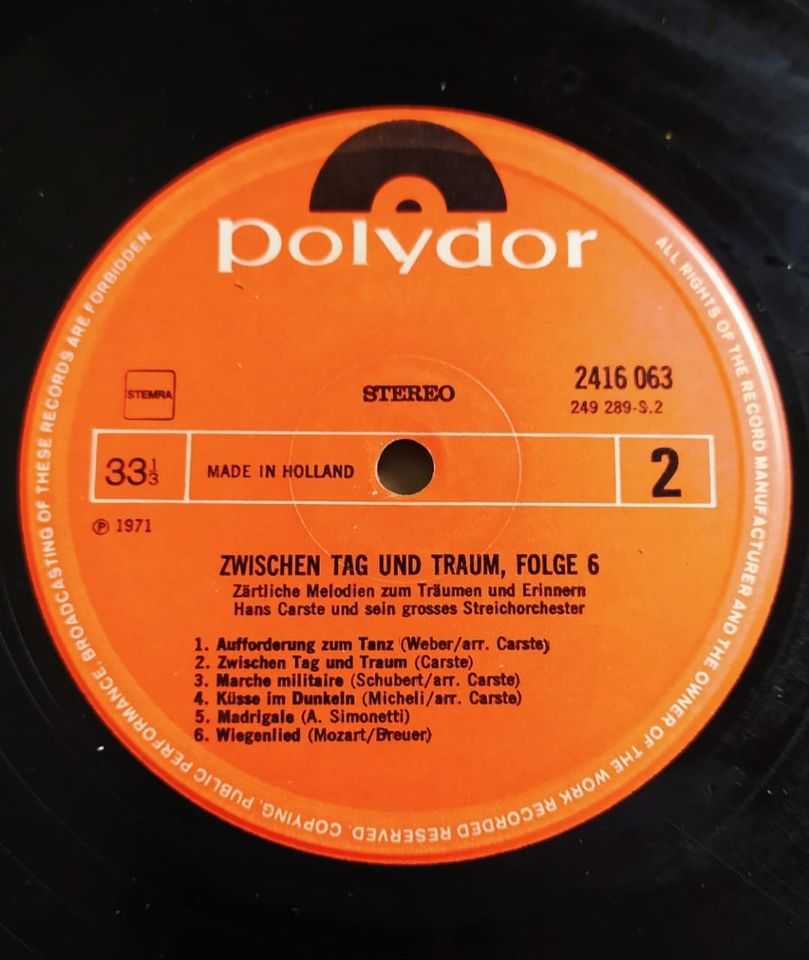 polydor
STEMRA
STEREO
2416 063
249 289-S.2
33⅓
MADE IN HOLLAND
2
℗ 1971
ZWISCHEN TAG UND TRAUM, FOLGE 6
Zärtliche Melodien zum Träumen und Erinnern
Hans Carste und sein grosses Streichorchester
1. Aufforderung zum Tanz (Weber/arr. Carste)
2. Zwischen Tag und Traum (Carste)
3. Marche militaire (Schubert/arr. Carste)
4. Küsse im Dunkeln (Micheli/arr. Carste)
5. Madrigale (A. Simonetti)
6. Wiegenlied (Mozart/Breuer)
ALL RIGHTS OF THE RECORD MANUFACTURER AND THE OWNER OF THE WORK RECORDED RESERVED. COPYING, PUBLIC PERFORMANCE, BROADCASTING OF THESE RECORDS ARE FORBIDDEN